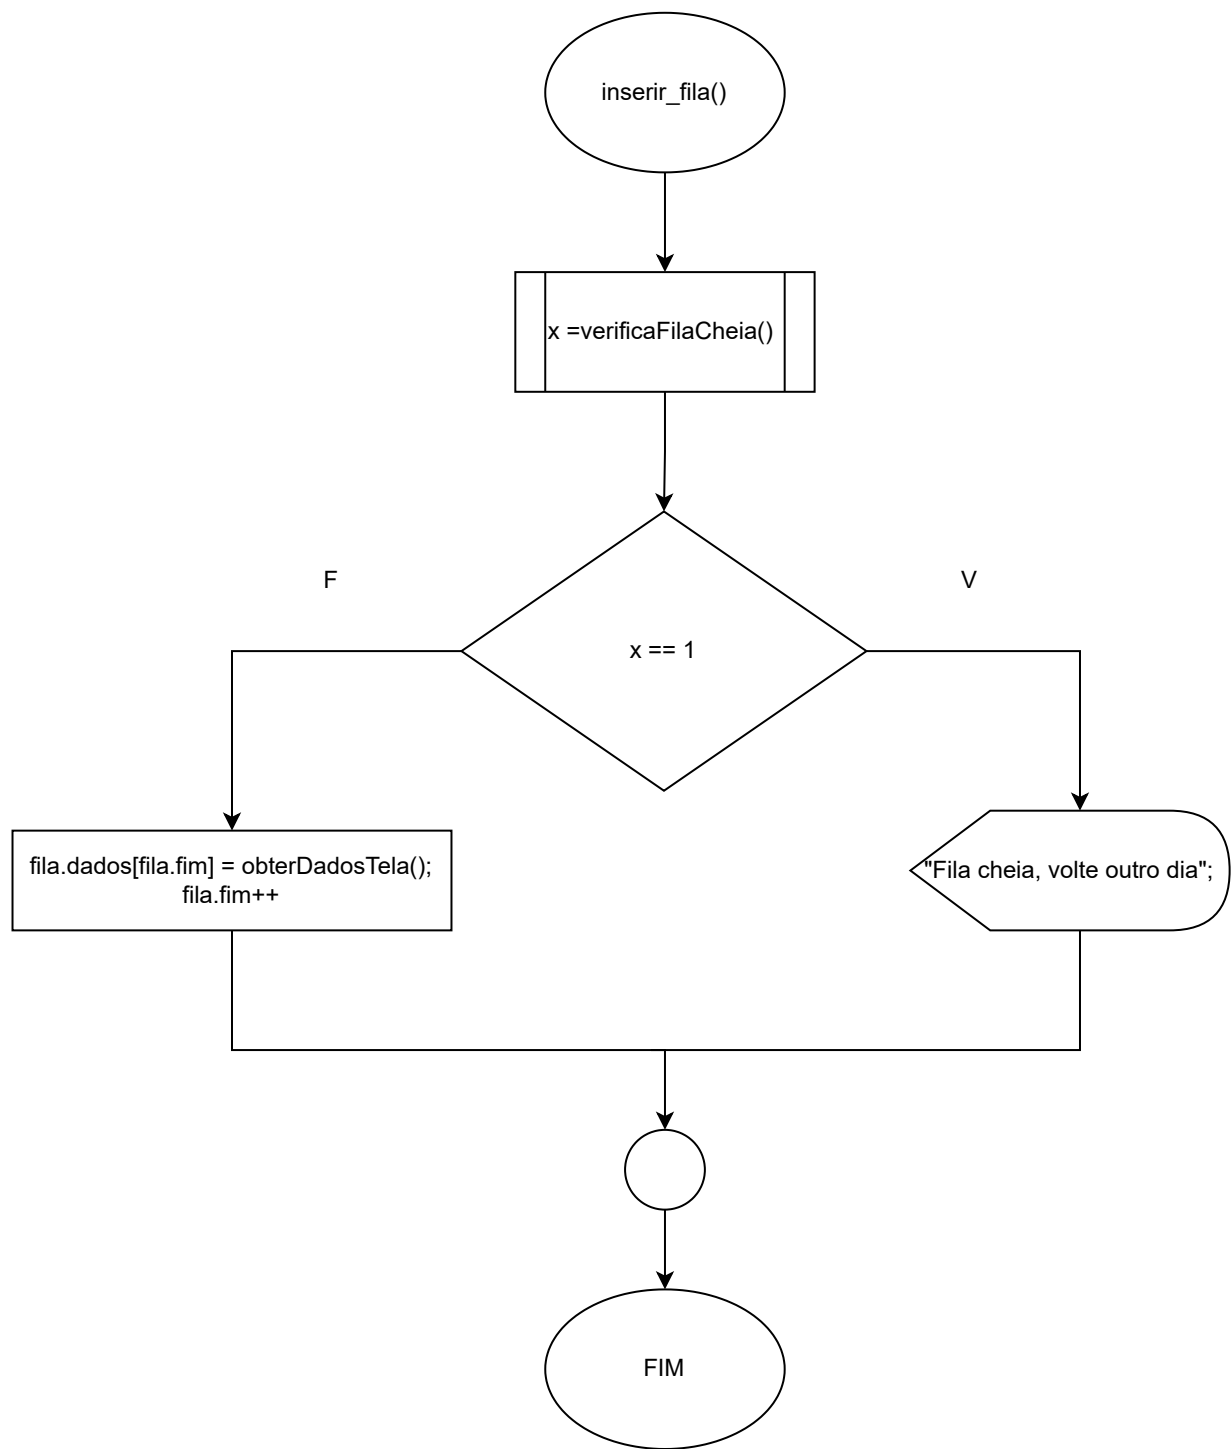 inserir_fila()
x =verificaFilaCheia()
F
V
x == 1
fila.dados[fila.fim] = obterDadosTela();
fila.fim++
"Fila cheia, volte outro dia";
FIM